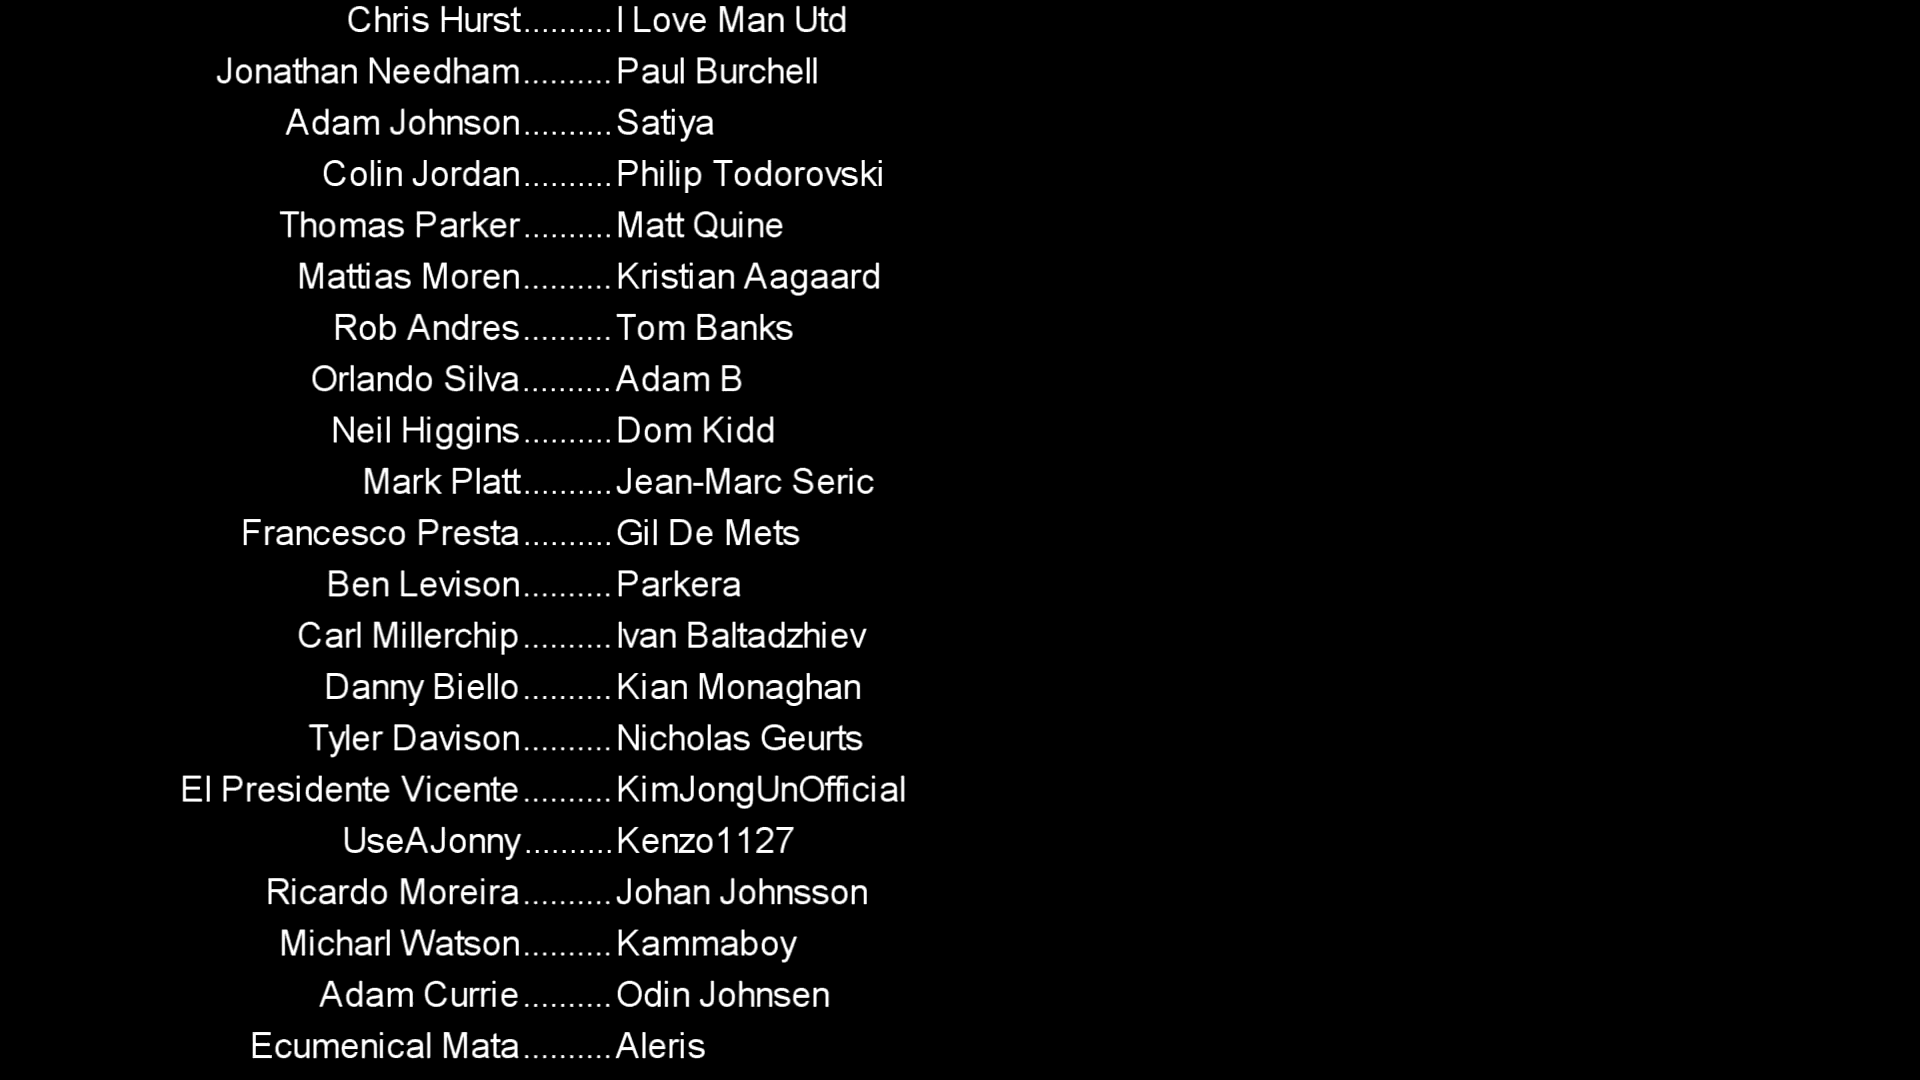 Chris Hurst..........I Love Man Utd
Jonathan Needham..........Paul Burchell
Adam Johnson..........Satiya
Colin Jordan..........Philip Todorovski
Thomas Parker..........Matt Quine
Mattias Moren..........Kristian Aagaard
Rob Andres..........Tom Banks
Orlando Silva..........Adam B
Neil Higgins..........Dom Kidd
Mark Platt..........Jean-Marc Seric
Francesco Presta..........Gil De Mets
Ben Levison..........Parkera
Carl Millerchip..........Ivan Baltadzhiev
Danny Biello..........Kian Monaghan
Tyler Davison..........Nicholas Geurts
El Presidente Vicente..........KimJongUnOfficial
UseAJonny..........Kenzo1127
Ricardo Moreira..........Johan Johnsson
Micharl Watson..........Kammaboy
Adam Currie..........Odin Johnsen
Ecumenical Mata..........Aleris